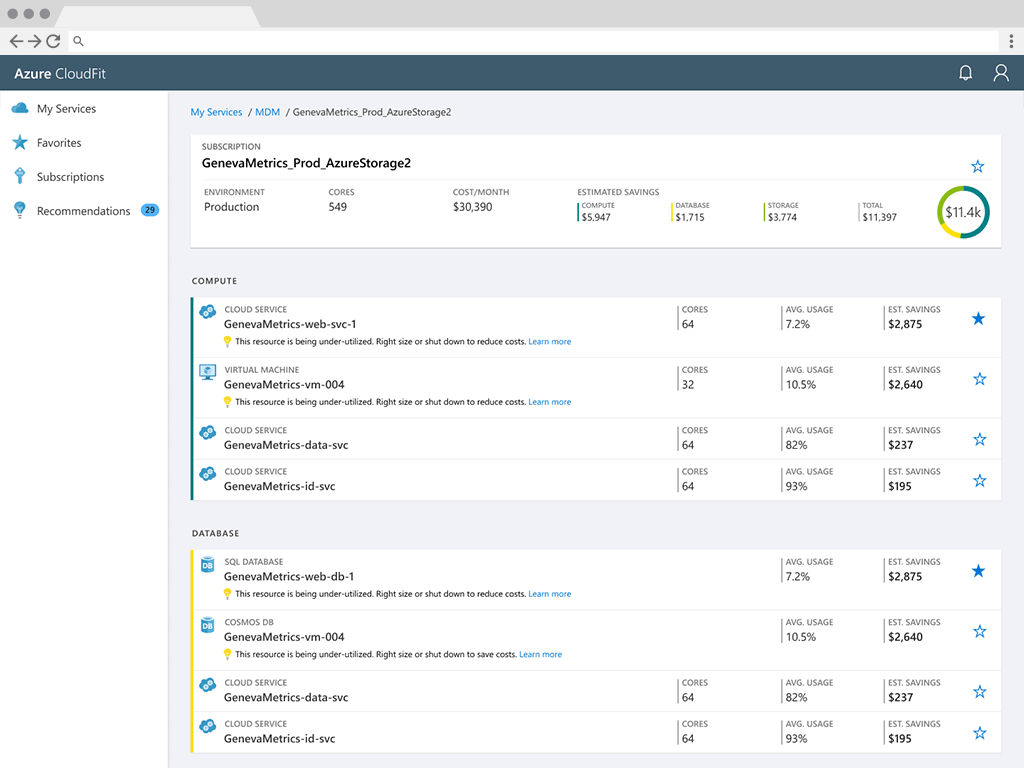 Azure CloudFit
My Services
Favorites
Subscriptions
Recommendations 29
My Services / MDM / GenevaMetrics_Prod_AzureStorage2
SUBSCRIPTION
GenevaMetrics_Prod_AzureStorage2
ENVIRONMENT CORES COST/MONTH ESTIMATED SAVINGS
Production 549 $30,390
COMPUTE DATABASE STORAGE TOTAL
$5,947 $1,715 $3,774 $11,397
$11.4k
COMPUTE
CLOUD SERVICE CORES AVG. USAGE EST. SAVINGS
GenevaMetrics-web-svc-1 64 7.2% $2,875
This resource is being under-utilized. Right size or shut down to reduce costs. Learn more
VIRTUAL MACHINE CORES AVG. USAGE EST. SAVINGS
GenevaMetrics-vm-004 32 10.5% $2,640
This resource is being under-utilized. Right size or shut down to reduce costs. Learn more
CLOUD SERVICE CORES AVG. USAGE EST. SAVINGS
GenevaMetrics-data-svc 64 82% $237
CLOUD SERVICE CORES AVG. USAGE EST. SAVINGS
GenevaMetrics-id-svc 64 93% $195
DATABASE
DB SQL DATABASE AVG. USAGE EST. SAVINGS
GenevaMetrics-web-db-1 7.2% $2,875
This resource is being under-utilized. Right size or shut down to reduce costs. Learn more
DB COSMOS DB AVG. USAGE EST. SAVINGS
GenevaMetrics-vm-004 10.5% $2,640
This resource is being under-utilized. Right size or shut down to save costs. Learn more
CLOUD SERVICE CORES AVG. USAGE EST. SAVINGS
GenevaMetrics-data-svc 64 82% $237
CLOUD SERVICE CORES AVG. USAGE EST. SAVINGS
GenevaMetrics-id-svc 64 93% $195